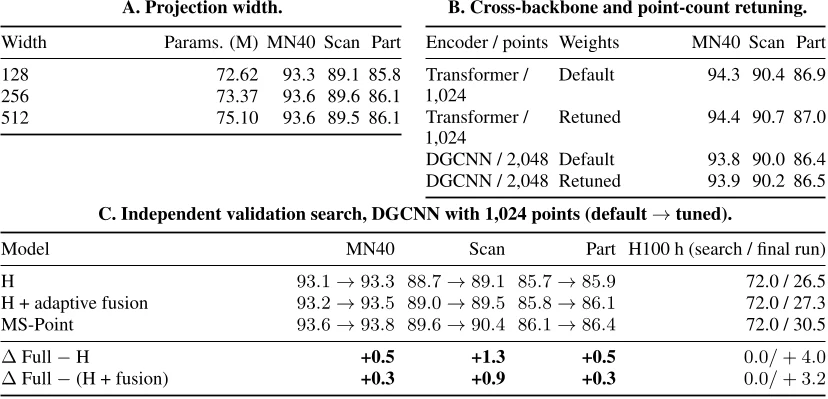 A. Projection width.
Width Params. (M) MN40 Scan Part
128 72.62 93.3 89.1 85.8
256 73.37 93.6 89.6 86.1
512 75.10 93.6 89.5 86.1
B. Cross-backbone and point-count retuning.
Encoder / points Weights MN40 Scan Part
Transformer / Default 94.3 90.4 86.9
1,024
Transformer / Retuned 94.4 90.7 87.0
1,024
DGCNN / 2,048 Default 93.8 90.0 86.4
DGCNN / 2,048 Retuned 93.9 90.2 86.5
C. Independent validation search, DGCNN with 1,024 points (default → tuned).
Model MN40 Scan Part H100 h (search / final run)
H 93.1 → 93.3 88.7 → 89.1 85.7 → 85.9 72.0 / 26.5
H + adaptive fusion 93.2 → 93.5 89.0 → 89.5 85.8 → 86.1 72.0 / 27.3
MS-Point 93.6 → 93.8 89.6 → 90.4 86.1 → 86.4 72.0 / 30.5
Δ Full − H +0.5 +1.3 +0.5 0.0/ + 4.0
Δ Full − (H + fusion) +0.3 +0.9 +0.3 0.0/ + 3.2